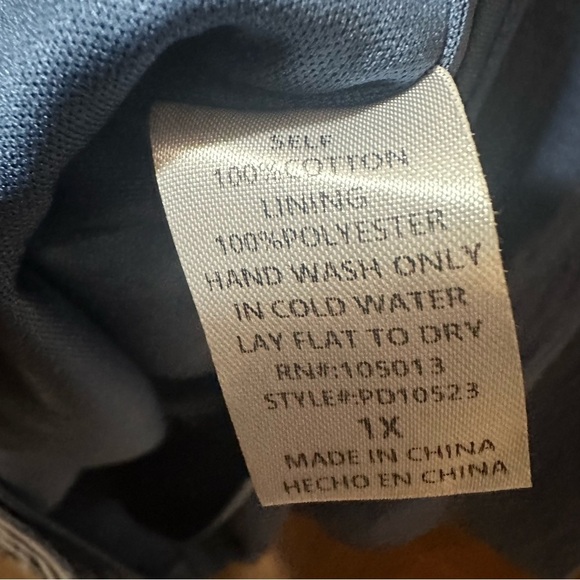 SELF
100%COTTON
LINING
100%POLYESTER
HAND WASH ONLY
IN COLD WATER
LAY FLAT TO DRY
RN#:105013
STYLE#:PD10523
1X
MADE IN CHINA
HECHO EN CHINA